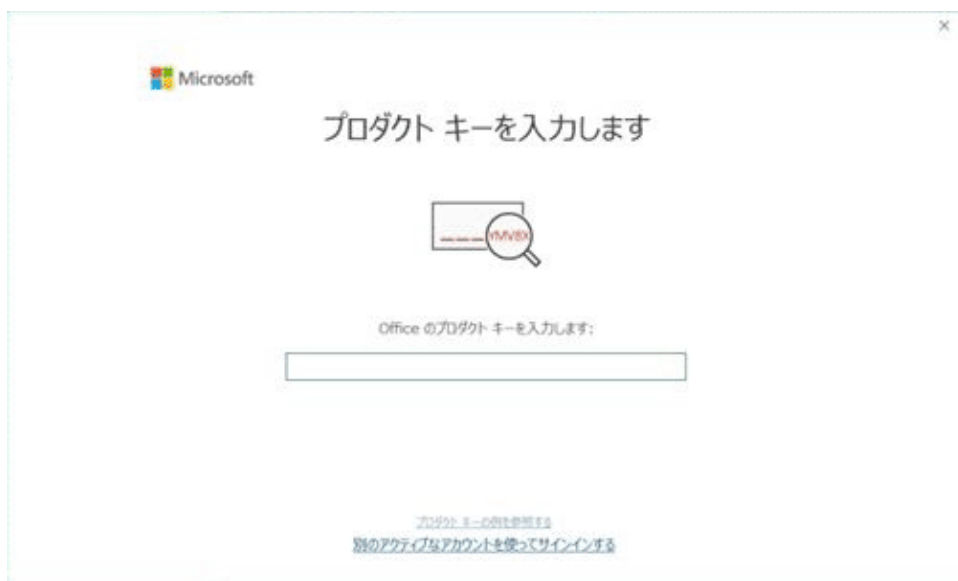 Microsoft
プロダクト キーを入力します
YMV8X
Office のプロダクト キーを入力します:
プロダクト キーの例を参照する
別のアクティブなアカウントを使ってサインインする